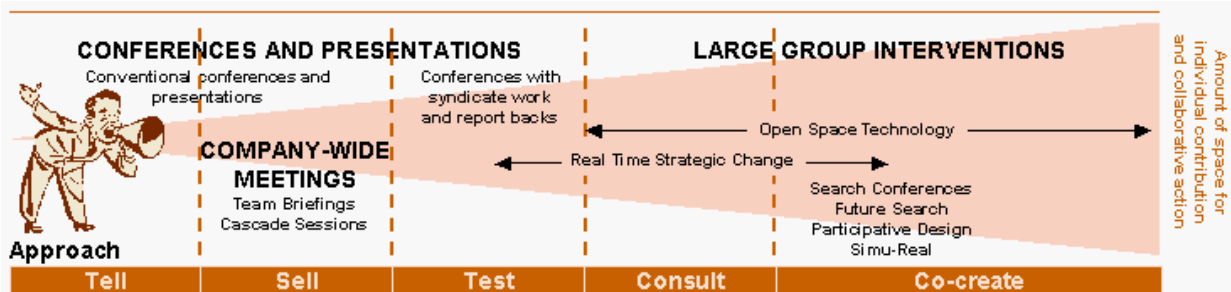 CONFERENCES AND PRESENTATIONS
Conventional conferences and
presentations
Conferences with
syndicate work
and report backs
COMPANY-WIDE
MEETINGS
Team Briefings
Cascade Sessions
LARGE GROUP INTERVENTIONS
Open Space Technology
Real Time Strategic Change
Search Conferences
Future Search
Participative Design
Simu-Real
Amount of space for
individual contribution
and collaborative action
Approach
Tell
Sell
Test
Consult
Co-create